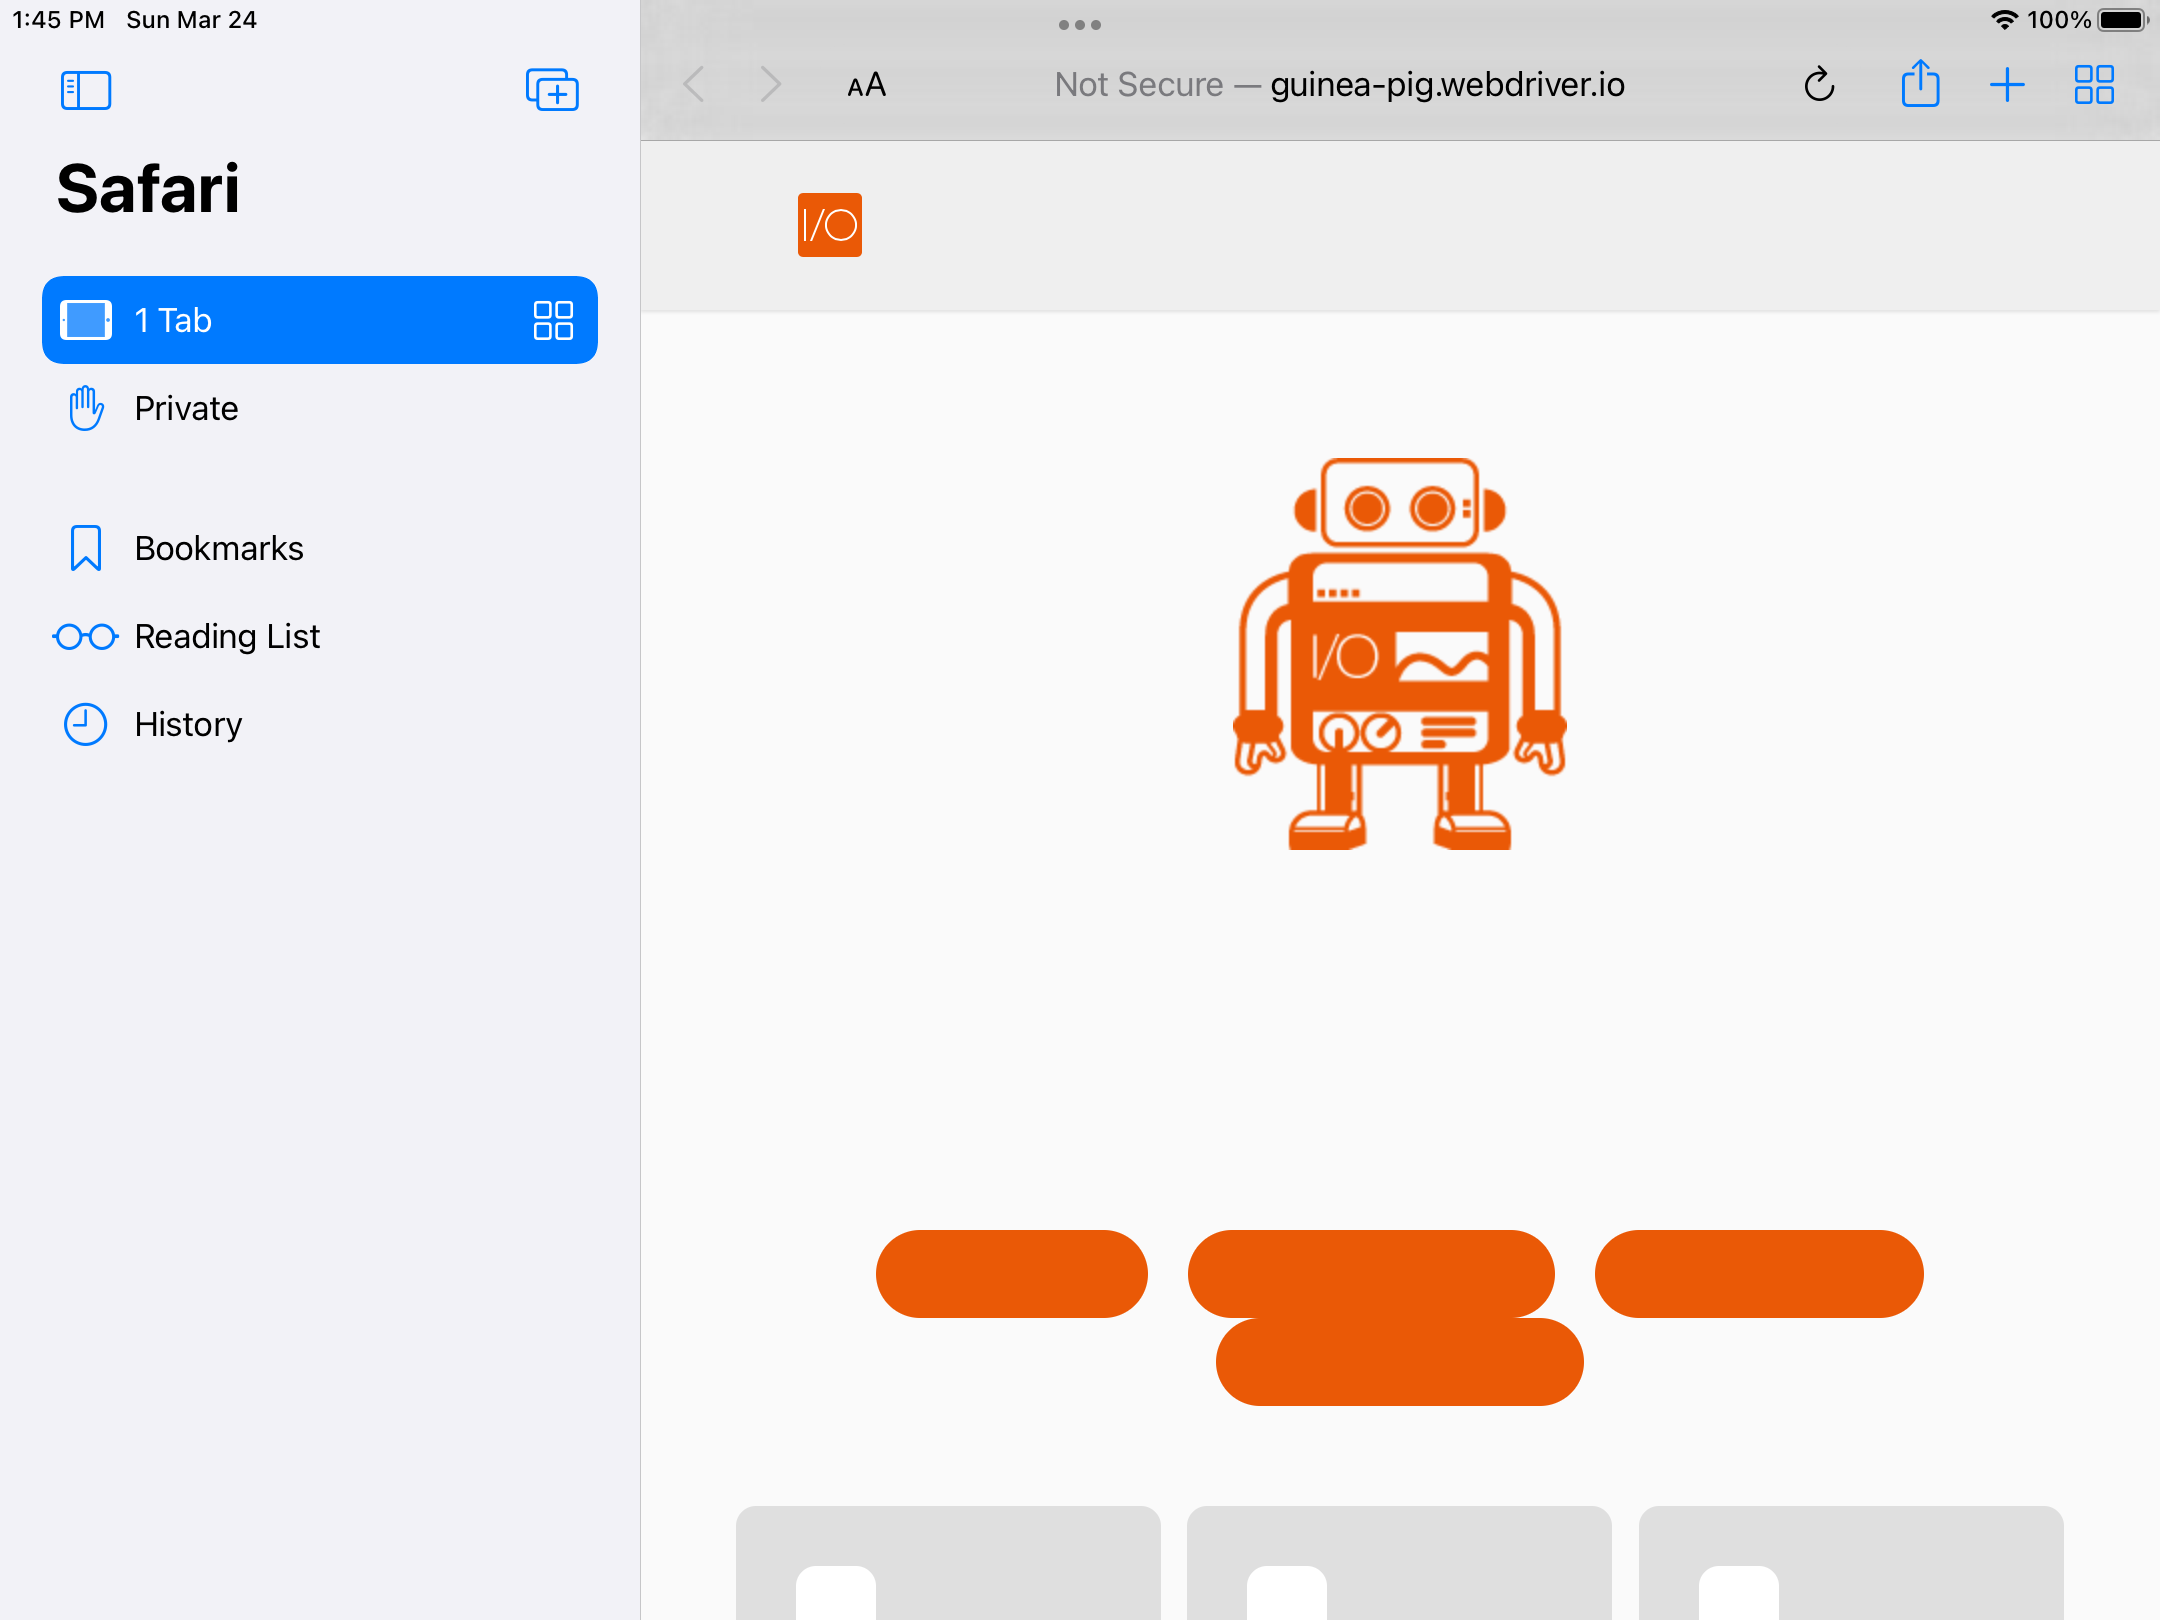 1:45 PM Sun Mar 24
100%
AA
Not Secure — guinea-pig.webdriver.io
Safari
1 Tab
Private
Bookmarks
Reading List
History
I/O
I/O